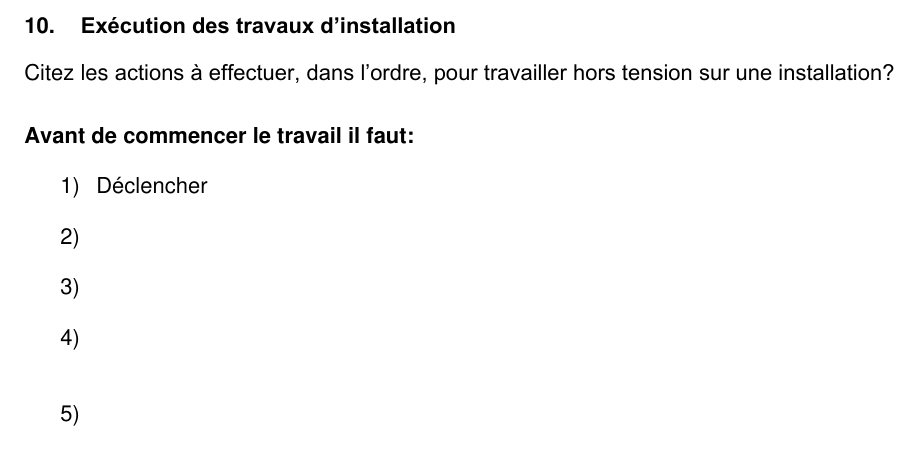 10. Exécution des travaux d’installation
Citez les actions à effectuer, dans l’ordre, pour travailler hors tension sur une installation?
Avant de commencer le travail il faut:
1) Déclencher
2)
3)
4)
5)